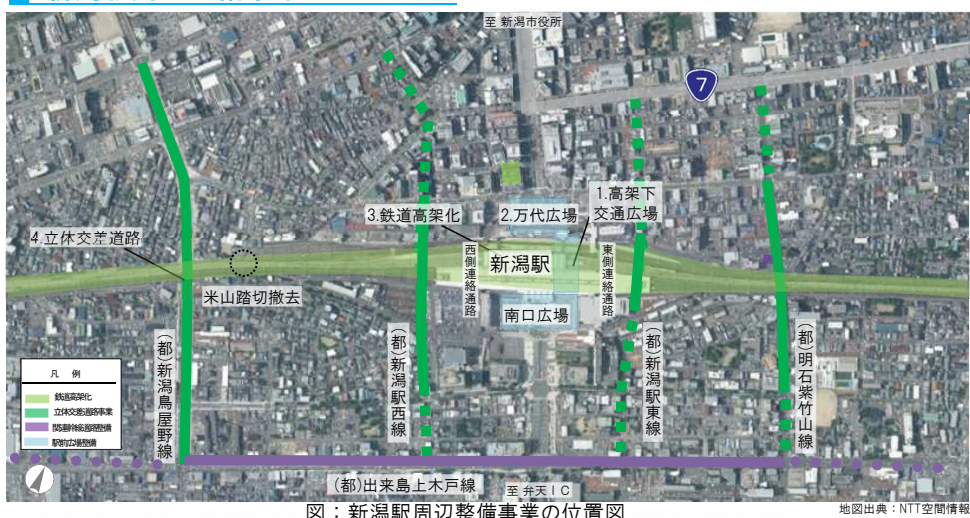 至 新潟市役所
7
1.高架下
交通広場
3.鉄道高架化
2.万代広場
4.立体交差道路
西側連絡通路
新潟駅
東側連絡通路
米山踏切撤去
南口広場
(都)新潟鳥屋野線
(都)新潟駅西線
(都)新潟駅東線
(都)明石紫竹山線
凡 例
鉄道高架化
立体交差道路事業
関連幹線道路整備
駅前広場整備
(都)出来島上木戸線
至 弁天IC
図:新潟駅周辺整備事業の位置図
地図出典:NTT空間情報